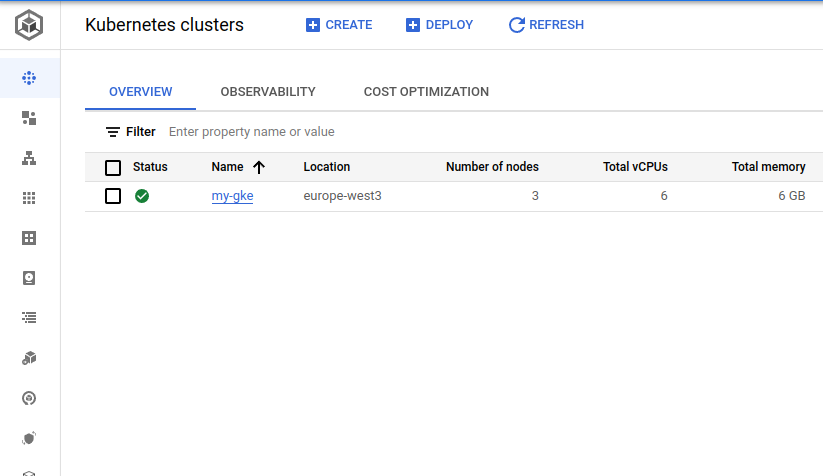 Kubernetes clusters CREATE DEPLOY REFRESH
OVERVIEW OBSERVABILITY COST OPTIMIZATION
Filter Enter property name or value
Status Name Location Number of nodes Total vCPUs Total memory
my-gke europe-west3 3 6 6 GB